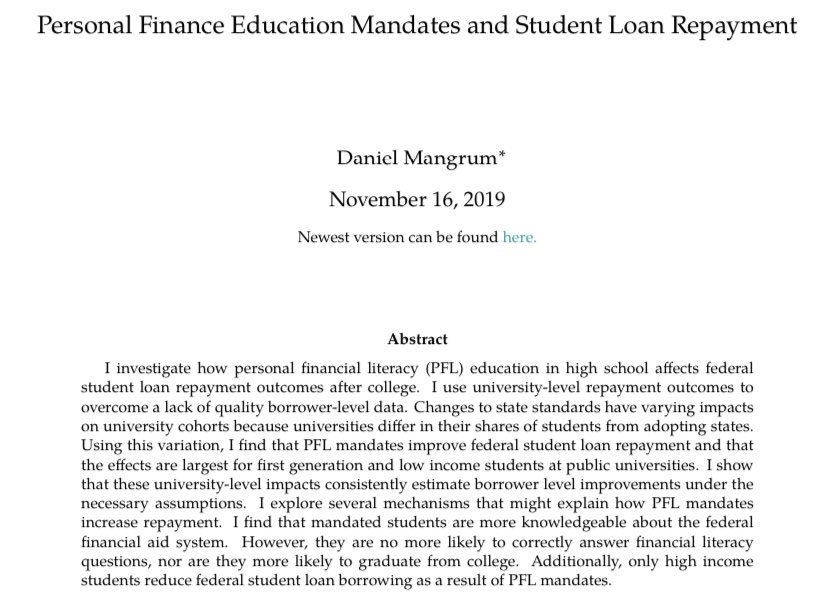 Personal Finance Education Mandates and Student Loan Repayment
Daniel Mangrum*
November 16, 2019
Newest version can be found here.
Abstract
I investigate how personal financial literacy (PFL) education in high school affects federal
student loan repayment outcomes after college. I use university-level repayment outcomes to
overcome a lack of quality borrower-level data. Changes to state standards have varying impacts
on university cohorts because universities differ in their shares of students from adopting states.
Using this variation, I find that PFL mandates improve federal student loan repayment and that
the effects are largest for first generation and low income students at public universities. I show
that these university-level impacts consistently estimate borrower level improvements under the
necessary assumptions. I explore several mechanisms that might explain how PFL mandates
increase repayment. I find that mandated students are more knowledgeable about the federal
financial aid system. However, they are no more likely to correctly answer financial literacy
questions, nor are they more likely to graduate from college. Additionally, only high income
students reduce federal student loan borrowing as a result of PFL mandates.